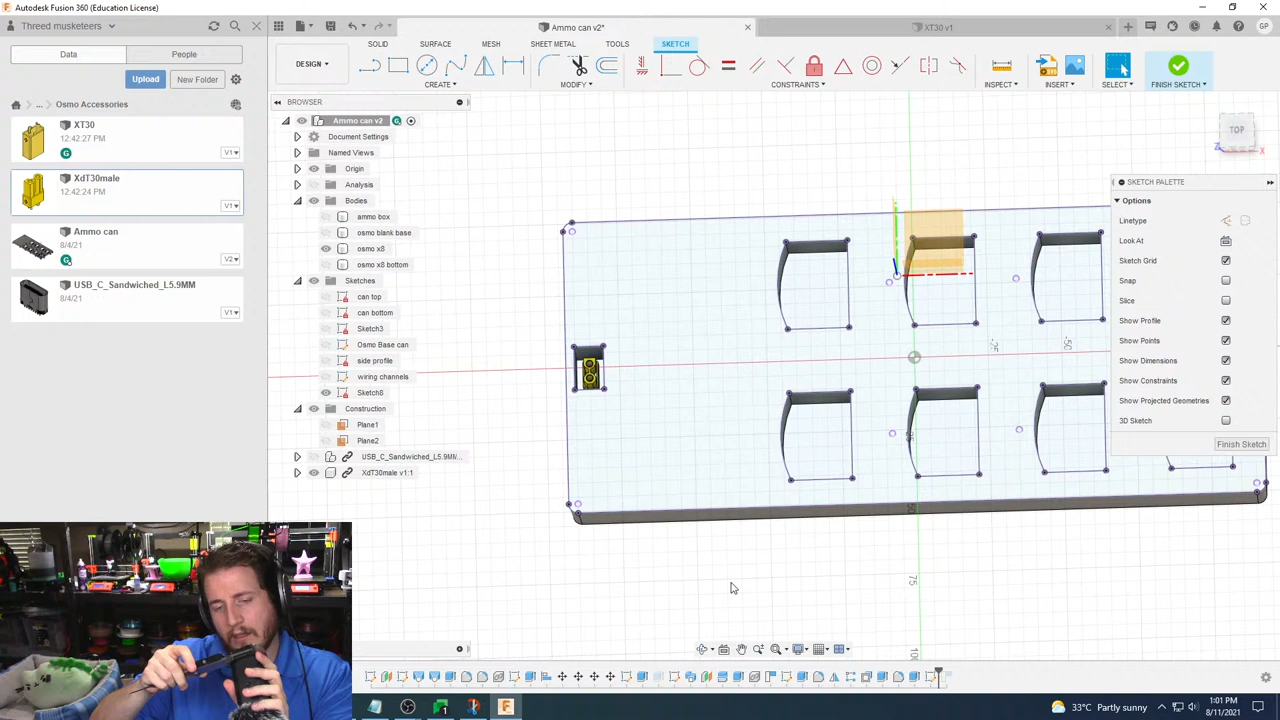 Autodesk Fusion 360 (Education License)
Threed musketeers
Ammo can v2*
XT30 v1
GP
Data
People
Upload
New Folder
... Osmo Accessories
XT30
12:42:27 PM
V1
XdT30male
12:42:24 PM
V1
Ammo can
8/4/21
V2
USB_C_Sandwiched_L5.9MM
8/4/21
V1
DESIGN
SOLID
SURFACE
MESH
SHEET METAL
TOOLS
SKETCH
CREATE
MODIFY
CONSTRAINTS
INSPECT
INSERT
SELECT
FINISH SKETCH
BROWSER
Ammo can v2
Document Settings
Named Views
Origin
Analysis
Bodies
ammo box
osmo blank base
osmo x8
osmo x8 bottom
Sketches
can top
can bottom
Sketch3
Osmo Base can
side profile
wiring channels
Sketch8
Construction
Plane1
Plane2
USB_C_Sandwiched_L5.9MM...
XdT30male v1:1
TOP
Z
X
SKETCH PALETTE
Options
Linetype
Look At
Sketch Grid
Snap
Slice
Show Profile
Show Points
Show Dimensions
Show Constraints
Show Projected Geometries
3D Sketch
Finish Sketch
-25
-50
25
50
75
100
33°C Partly sunny
1:01 PM
8/11/2021